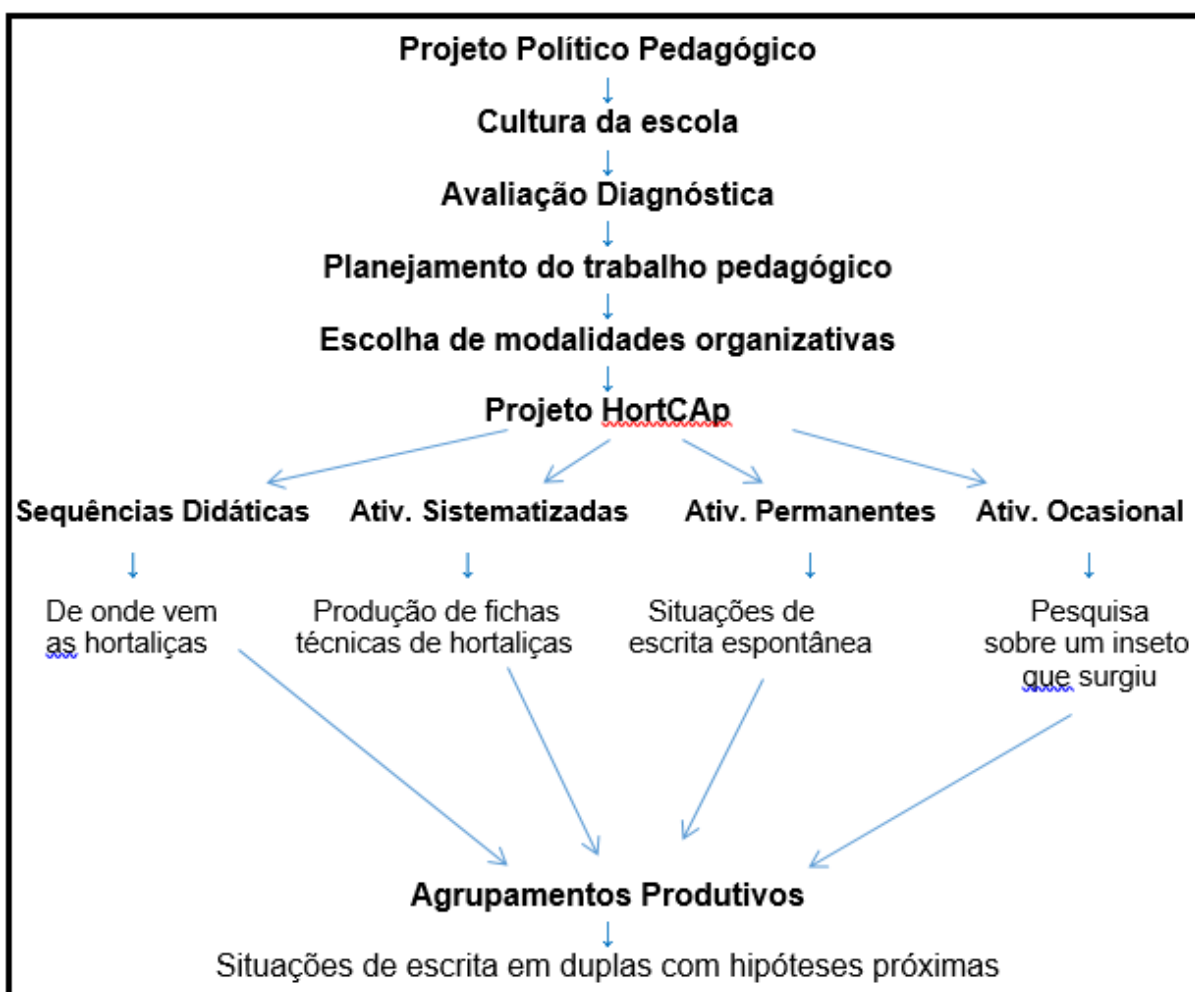 Projeto Político Pedagógico
Cultura da escola
Avaliação Diagnóstica
Planejamento do trabalho pedagógico
Escolha de modalidades organizativas
Projeto HortCAp
Sequências Didáticas
Ativ. Sistematizadas
Ativ. Permanentes
Ativ. Ocasional
De onde vem
as hortaliças
Produção de fichas
técnicas de hortaliças
Situações de
escrita espontânea
Pesquisa
sobre um inseto
que surgiu
Agrupamentos Produtivos
Situações de escrita em duplas com hipóteses próximas